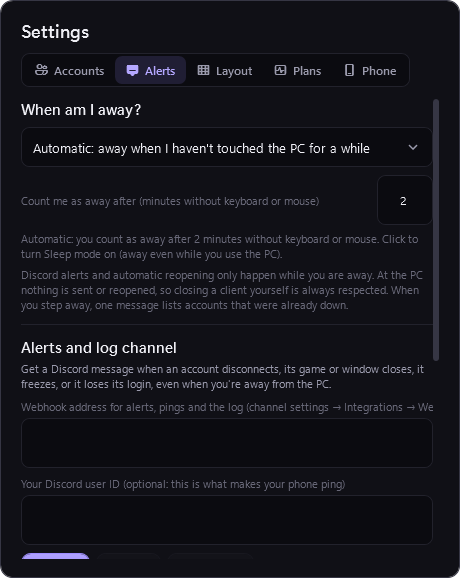 Settings
Accounts
Alerts
Layout
Plans
Phone
When am I away?
Automatic: away when I haven't touched the PC for a while
Count me as away after (minutes without keyboard or mouse)
2
Automatic: you count as away after 2 minutes without keyboard or mouse. Click to
turn Sleep mode on (away even while you use the PC).
Discord alerts and automatic reopening only happen while you are away. At the PC
nothing is sent or reopened, so closing a client yourself is always respected. When
you step away, one message lists accounts that were already down.
Alerts and log channel
Get a Discord message when an account disconnects, its game or window closes, it
freezes, or it loses its login, even when you're away from the PC.
Webhook address for alerts, pings and the log (channel settings → Integrations → We
Your Discord user ID (optional: this is what makes your phone ping)